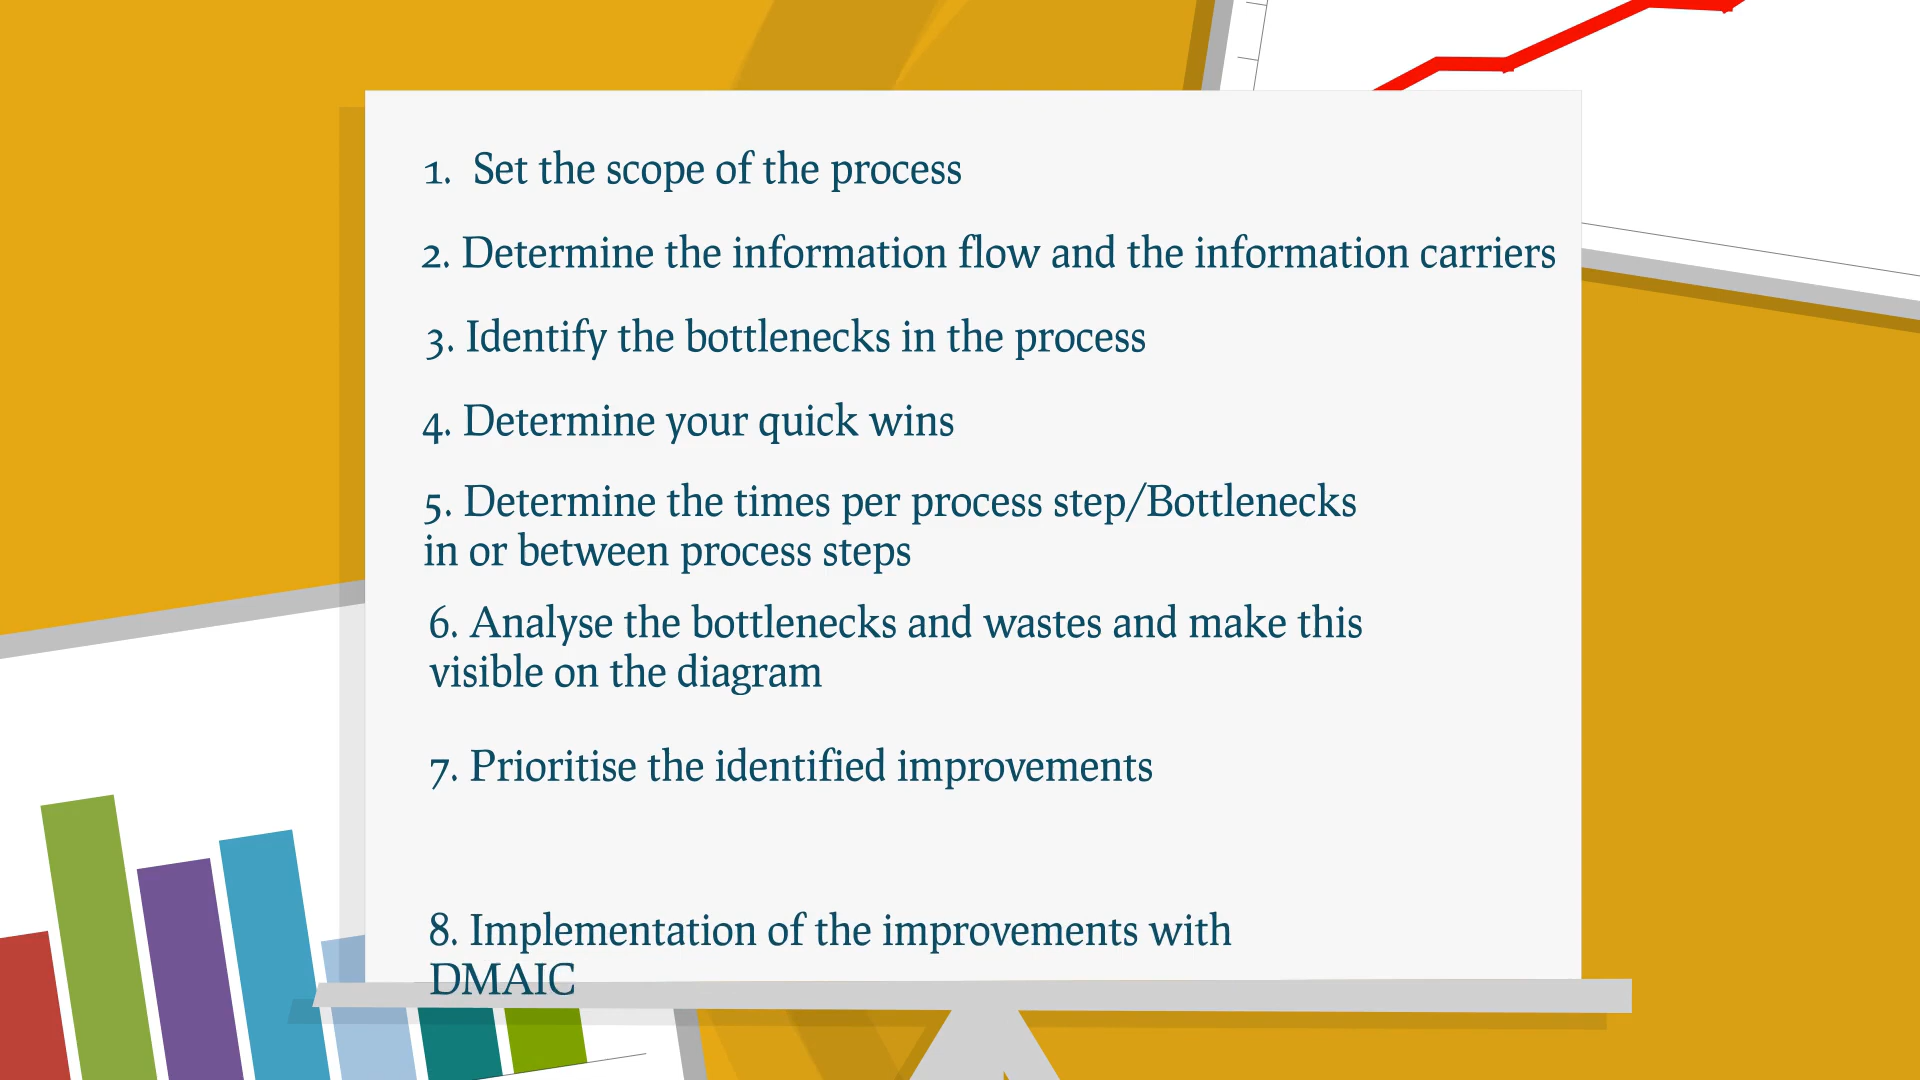 1. Set the scope of the process
2. Determine the information flow and the information carriers
3. Identify the bottlenecks in the process
4. Determine your quick wins
5. Determine the times per process step/Bottlenecks
in or between process steps
6. Analyse the bottlenecks and wastes and make this
visible on the diagram
7. Prioritise the identified improvements
8. Implementation of the improvements with
DMAIC